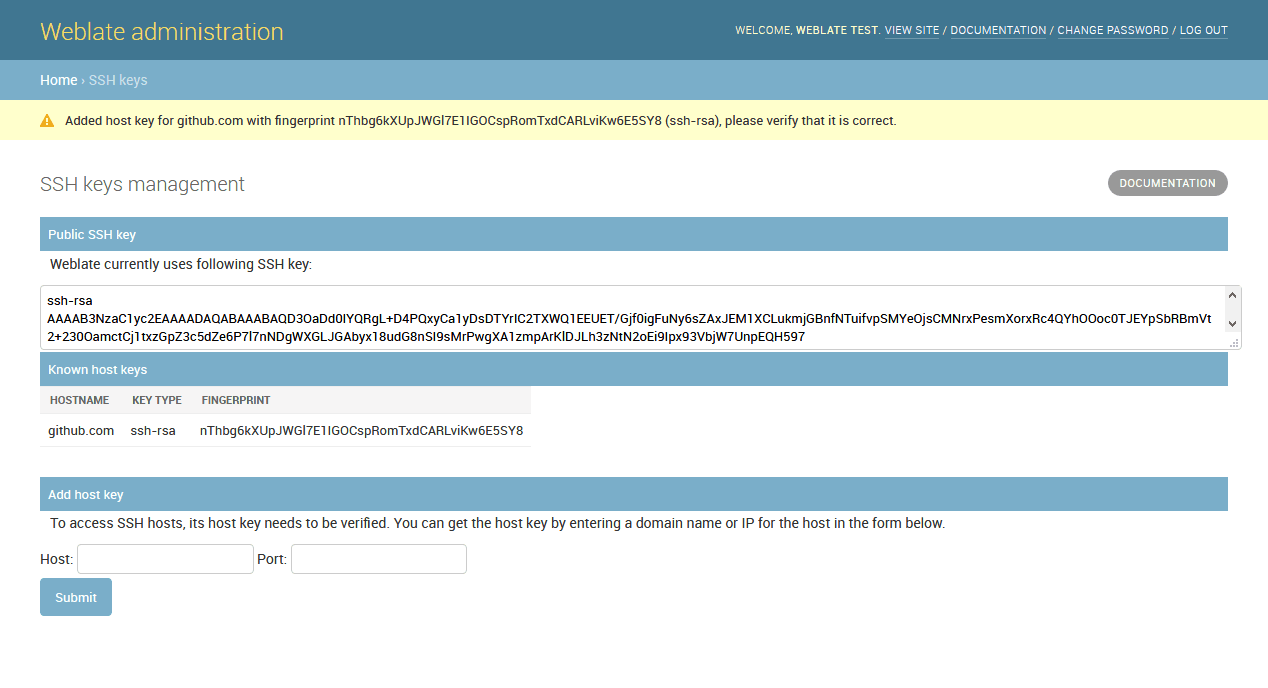 Weblate administration
WELCOME, WEBLATE TEST. VIEW SITE / DOCUMENTATION / CHANGE PASSWORD / LOG OUT
Home › SSH keys
Added host key for github.com with fingerprint nThbg6kXUpJWGl7E1IGOCspRomTxdCARLviKw6E5SY8 (ssh-rsa), please verify that it is correct.
SSH keys management
DOCUMENTATION
Public SSH key
Weblate currently uses following SSH key:
ssh-rsa
AAAAB3NzaC1yc2EAAAADAQABAAABAQD3OaDd0IYQRgL+D4PQxyCa1yDsDTYrIC2TXWQ1EEUET/Gjf0igFuNy6sZAxJEM1XCLukmjGBnfNTuifvpSMYeOjsCMNrxPesmXorxRc4QYhOOoc0TJEYpSbRBmVt
2+230OamctCj1txzGpZ3c5dZe6P7l7nNDgWXGLJGAbyx18udG8nSI9sMrPwgXA1zmpArKlDJLh3zNtN2oEi9Ipx93VbjW7UnpEQH597
Known host keys
HOSTNAME KEY TYPE FINGERPRINT
github.com ssh-rsa nThbg6kXUpJWGl7E1IGOCspRomTxdCARLviKw6E5SY8
Add host key
To access SSH hosts, its host key needs to be verified. You can get the host key by entering a domain name or IP for the host in the form below.
Host: Port:
Submit